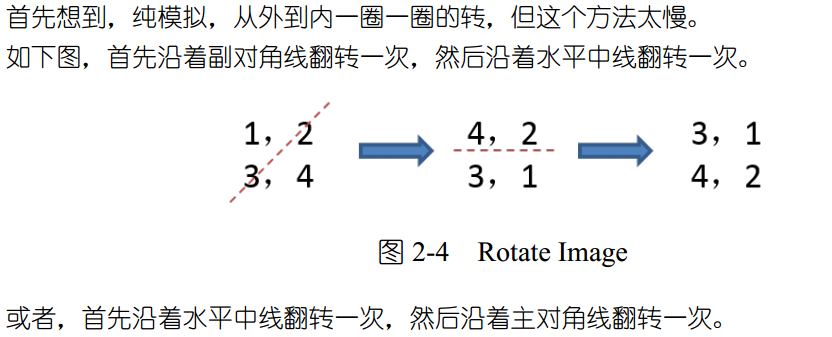 首先想到，纯模拟，从外到内一圈一圈的转，但这个方法太慢。
如下图，首先沿着副对角线翻转一次，然后沿着水平中线翻转一次。
1，2 4，2 3，1
3，4 3，1 4，2
图 2-4 Rotate Image
或者，首先沿着水平中线翻转一次，然后沿着主对角线翻转一次。